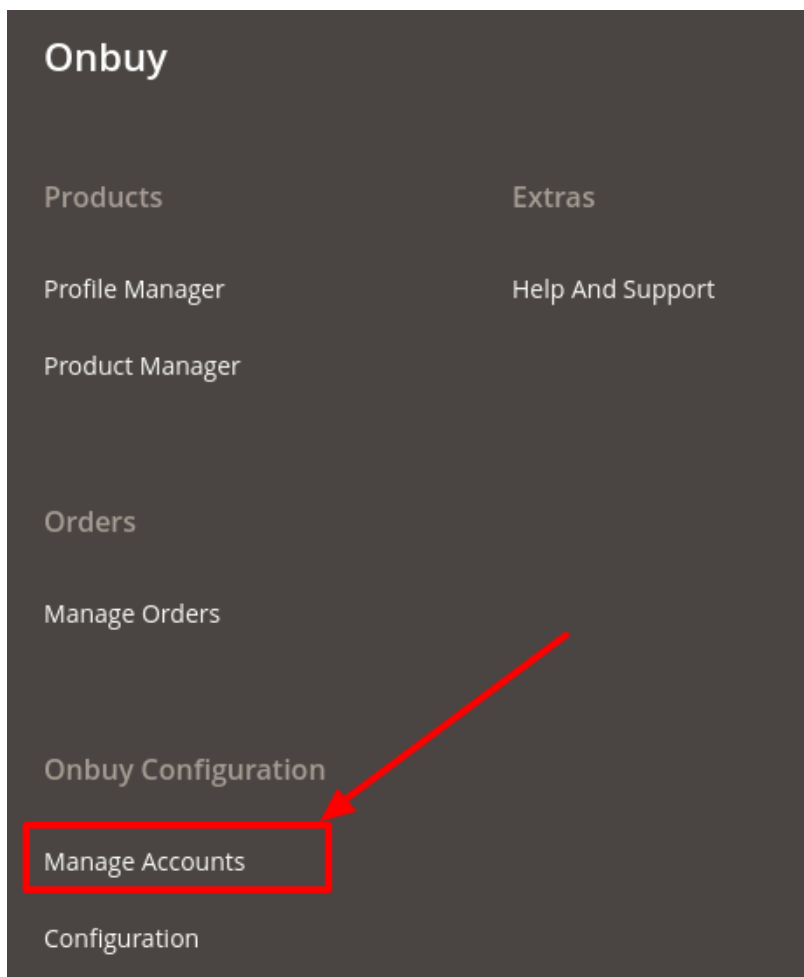 Onbuy
Products
Profile Manager
Product Manager
Orders
Manage Orders
Onbuy Configuration
Manage Accounts
Configuration
Extras
Help And Support